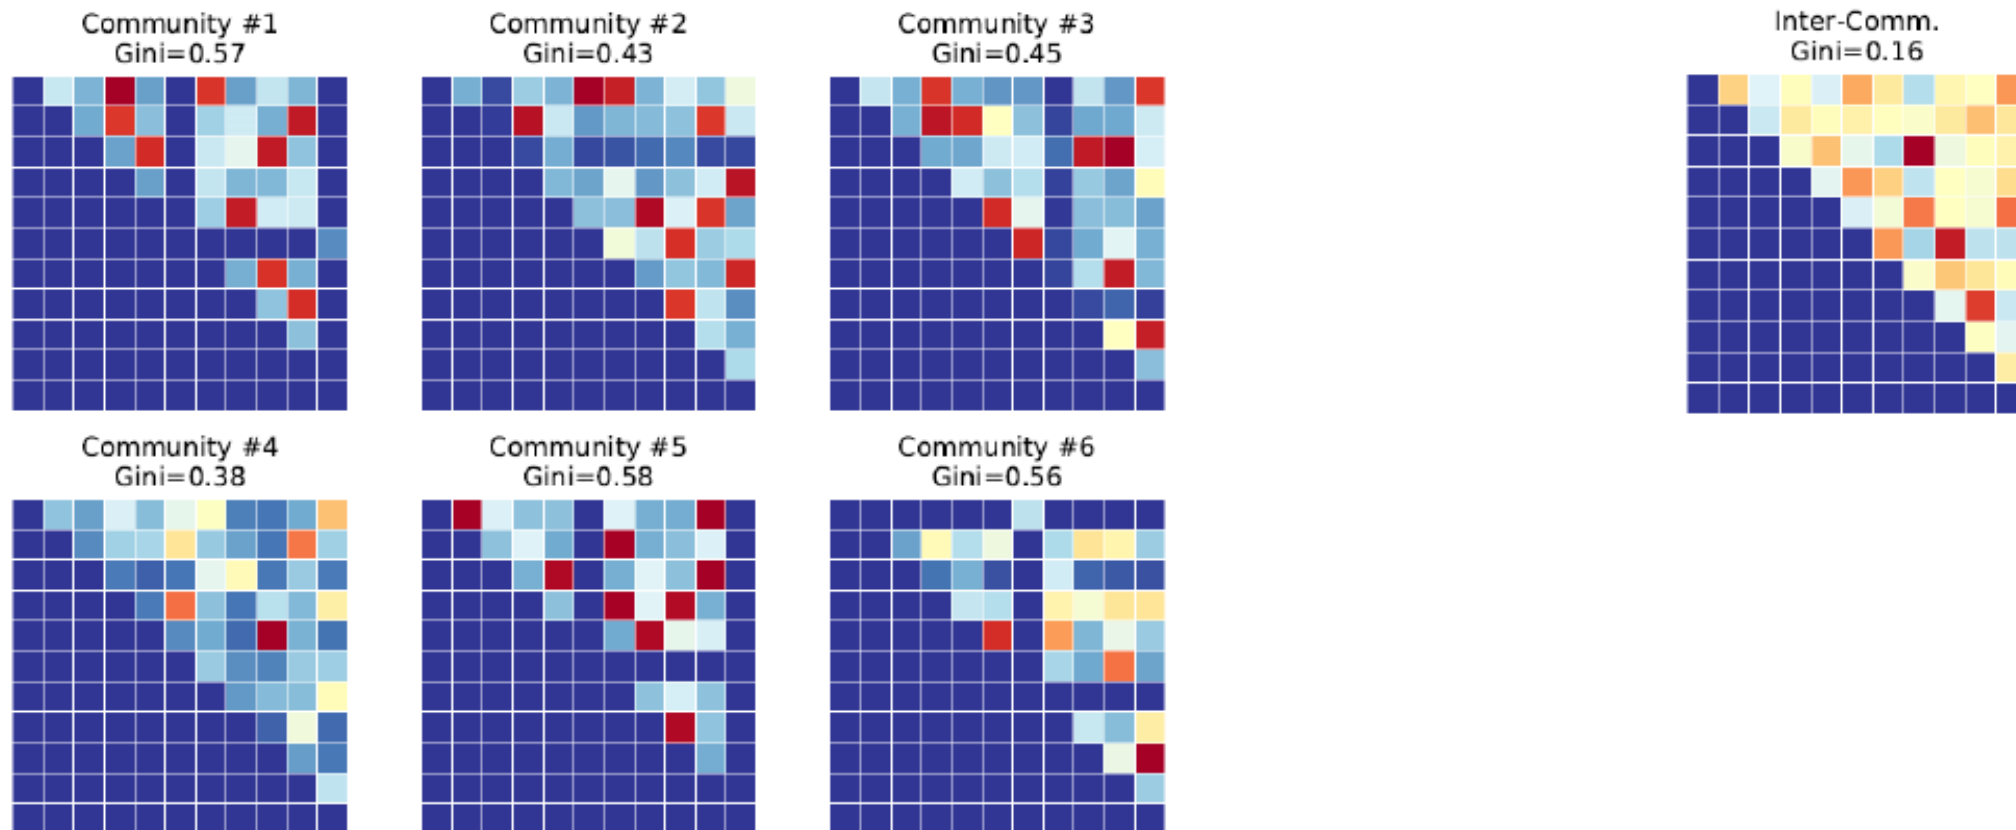 Community #1
Gini=0.57
Community #2
Gini=0.43
Community #3
Gini=0.45
Inter-Comm.
Gini=0.16
Community #4
Gini=0.38
Community #5
Gini=0.58
Community #6
Gini=0.56